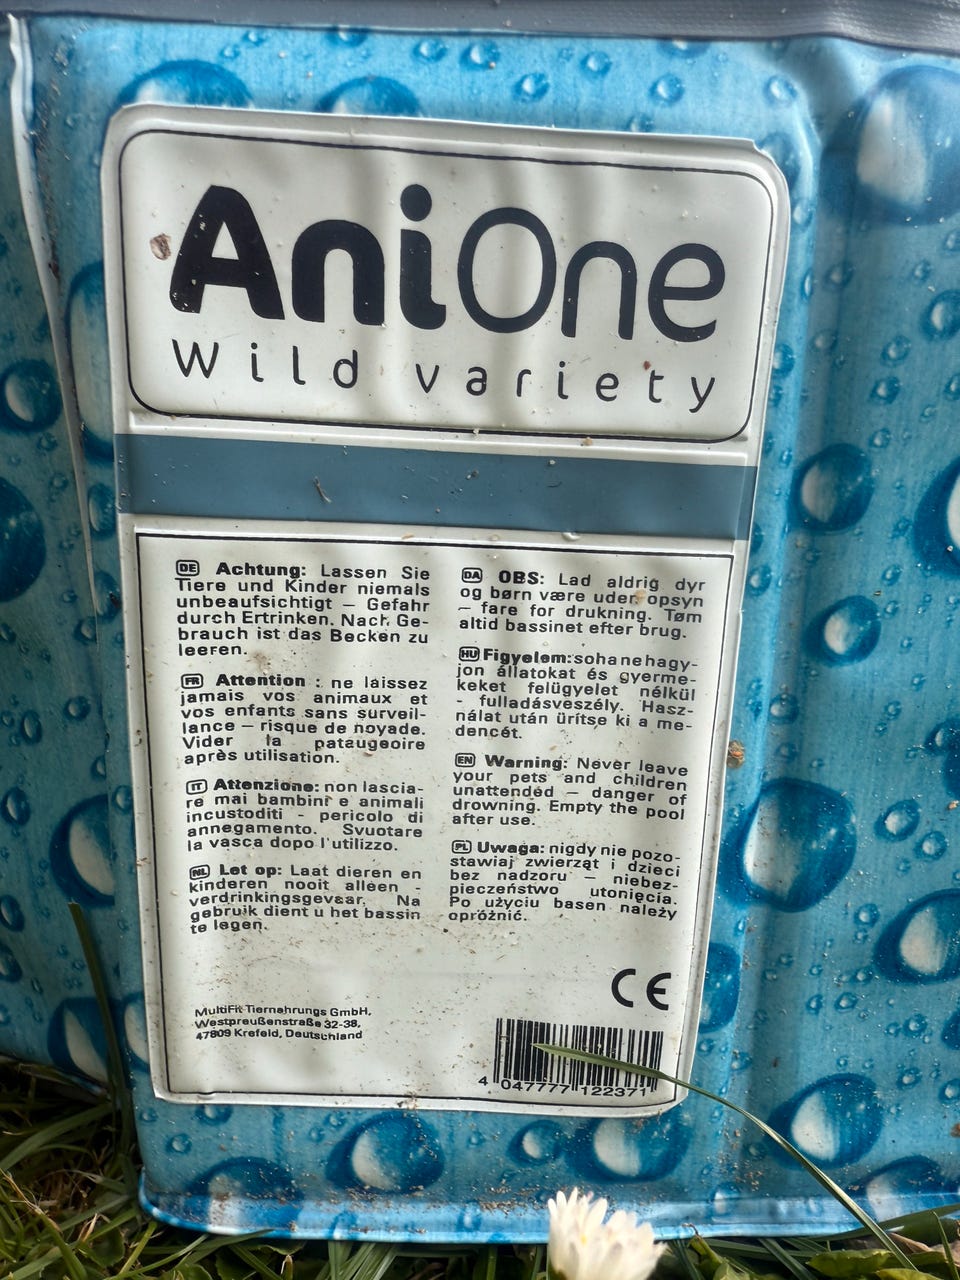 AniOne
Wild variety
DE Achtung: Lassen Sie
Tiere und Kinder niemals
unbeaufsichtigt – Gefahr
durch Ertrinken. Nach Ge-
brauch ist das Becken zu
leeren.
FR Attention : ne laissez
jamais vos animaux et
vos enfants sans surveil-
lance – risque de noyade.
Vider la pataugeoire
après utilisation.
IT Attenzione: non lascia-
re mai bambini e animali
incustoditi - pericolo di
annegamento. Svuotare
la vasca dopo l'utilizzo.
NL Let op: Laat dieren en
kinderen nooit alleen -
verdrinkingsgevaar. Na
gebruik dient u het bassin
te legen.
DA OBS: Lad aldrig dyr
og børn være uden opsyn
– fare for drukning. Tøm
altid bassinet efter brug.
HU Figyelem: soha ne hagy-
jon állatokat és gyerme-
keket felügyelet nélkül
- fulladásveszély. Hasz-
nálat után ürítse ki a me-
dencét.
EN Warning: Never leave
your pets and children
unattended – danger of
drowning. Empty the pool
after use.
PL Uwaga: nigdy nie pozo-
stawiaj zwierząt i dzieci
bez nadzoru – niebez-
pieczeństwo utonięcia.
Po użyciu basen należy
opróżnić.
CE
MultiFit Tiernahrungs GmbH,
Westpreußenstraße 32-38,
47809 Krefeld, Deutschland
4 047777 122371